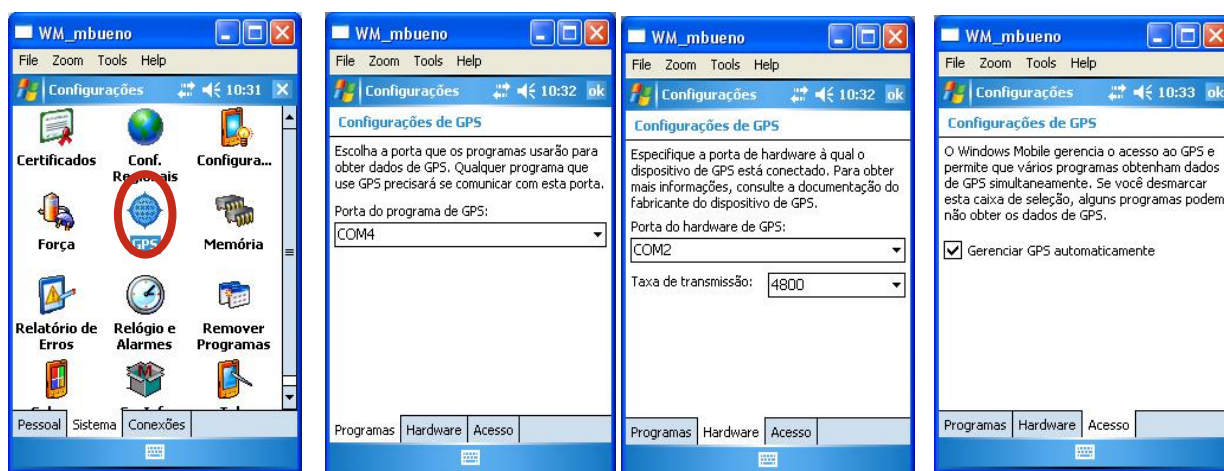 WM_mbueno
File Zoom Tools Help
Configurações 10:31
Certificados Conf. Regionais Configura...
Força GPS Memória
Relatório de Erros Relógio e Alarmes Remover Programas
Pessoal Sistema Conexões
WM_mbueno
File Zoom Tools Help
Configurações 10:32 ok
Configurações de GPS
Escolha a porta que os programas usarão para
obter dados de GPS. Qualquer programa que
use GPS precisará se comunicar com esta porta.
Porta do programa de GPS:
COM4
Programas Hardware Acesso
WM_mbueno
File Zoom Tools Help
Configurações 10:32 ok
Configurações de GPS
Especifique a porta de hardware à qual o
dispositivo de GPS está conectado. Para obter
mais informações, consulte a documentação do
fabricante do dispositivo de GPS.
Porta do hardware de GPS:
COM2
Taxa de transmissão: 4800
Programas Hardware Acesso
WM_mbueno
File Zoom Tools Help
Configurações 10:33 ok
Configurações de GPS
O Windows Mobile gerencia o acesso ao GPS e
permite que vários programas obtenham dados
de GPS simultaneamente. Se você desmarcar
esta caixa de seleção, alguns programas podem
não obter os dados de GPS.
Gerenciar GPS automaticamente
Programas Hardware Acesso